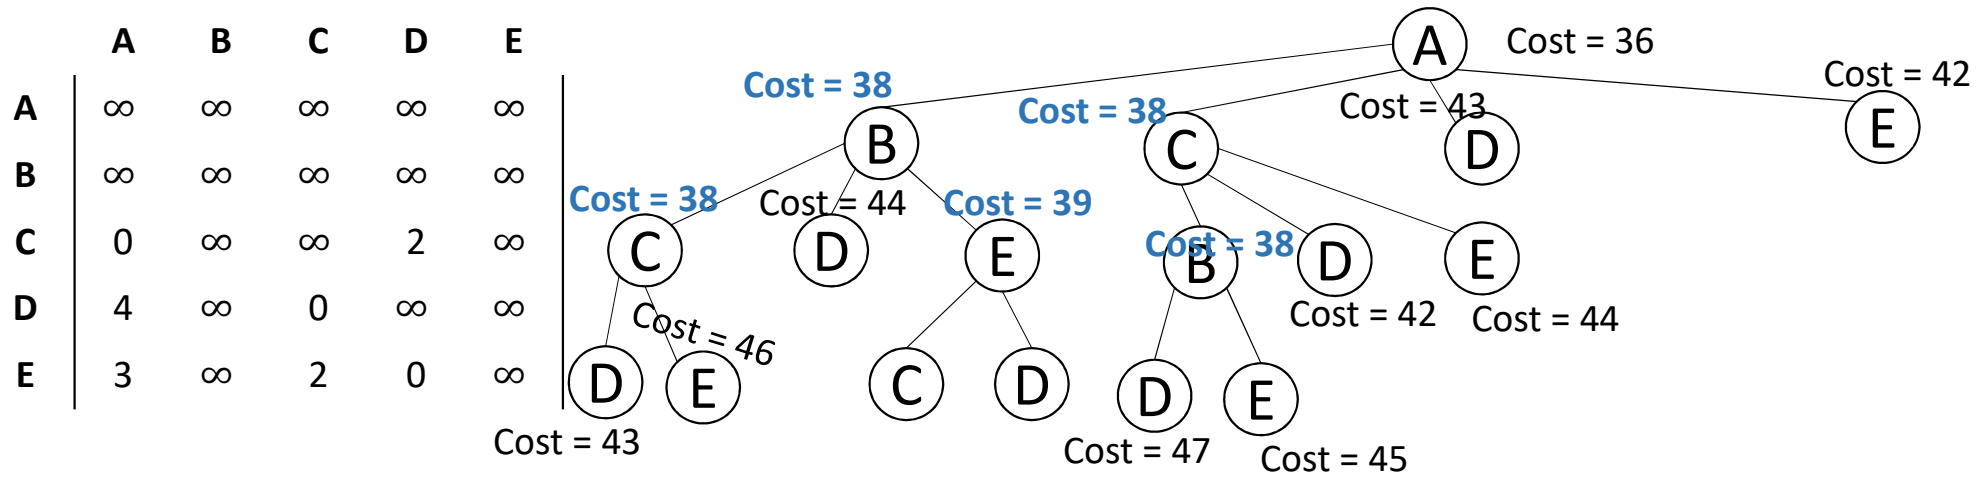 A B C D E
A ∞ ∞ ∞ ∞ ∞
B ∞ ∞ ∞ ∞ ∞
C 0 ∞ ∞ 2 ∞
D 4 ∞ 0 ∞ ∞
E 3 ∞ 2 0 ∞
A Cost = 36
Cost = 38
B
Cost = 38
C
Cost = 43
D
Cost = 42
E
Cost = 38
C
Cost = 44
D
Cost = 39
E
Cost = 38
B
D
Cost = 42
E
Cost = 44
D
Cost = 43
Cost = 46
E
C
D
D
Cost = 47
E
Cost = 45